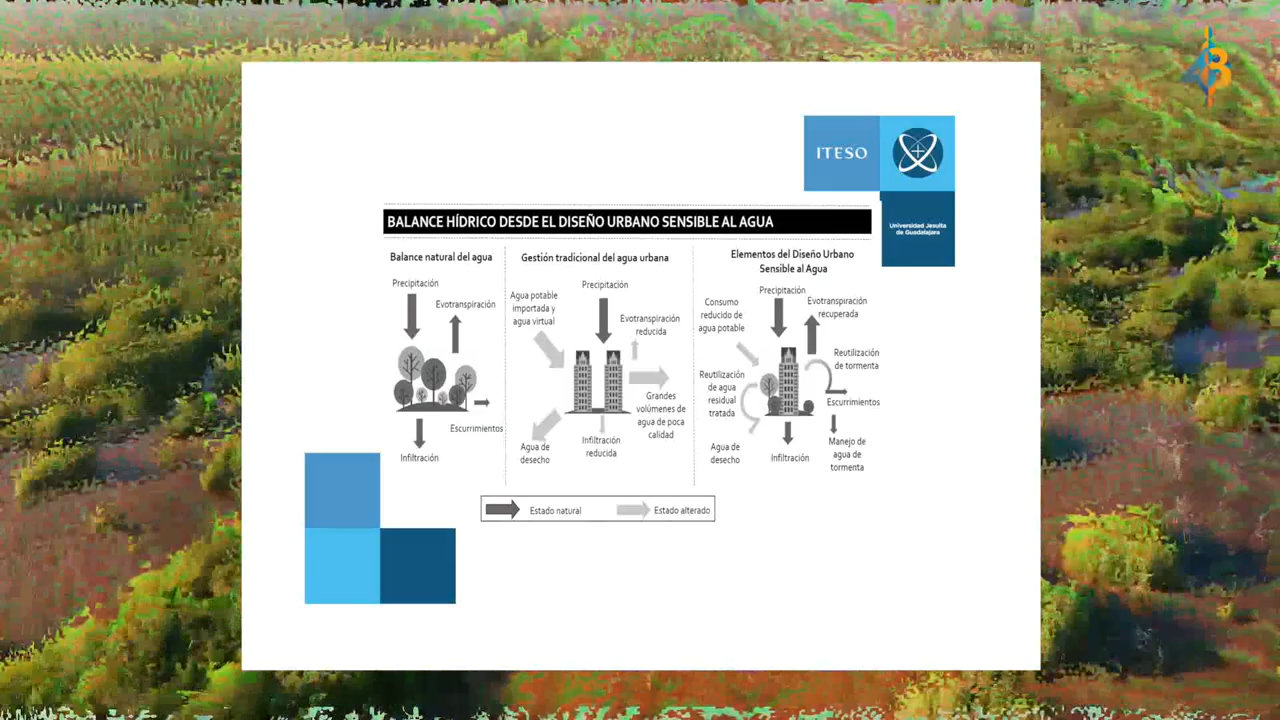 ITESO
Universidad Jesuita
de Guadalajara
BALANCE HÍDRICO DESDE EL DISEÑO URBANO SENSIBLE AL AGUA
Balance natural del agua
Precipitación
Evotranspiración
Escurrimientos
Infiltración
Gestión tradicional del agua urbana
Precipitación
Agua potable
importada y
agua virtual
Evotranspiración
reducida
Grandes
volúmenes de
agua de poca
calidad
Infiltración
reducida
Agua de
desecho
Elementos del Diseño Urbano
Sensible al Agua
Precipitación
Consumo
reducido de
agua potable
Evotranspiración
recuperada
Reutilización
de tormenta
Reutilización
de agua
residual
tratada
Escurrimientos
Agua de
desecho
Infiltración
Manejo de
agua de
tormenta
Estado natural
Estado alterado